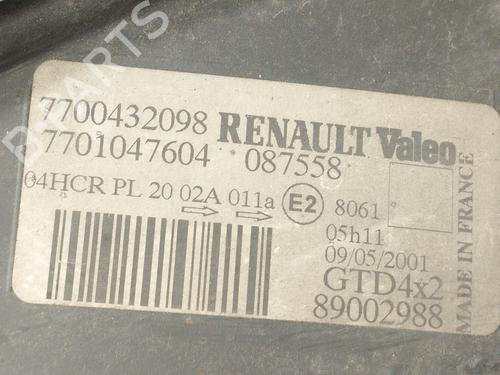 7700432098 RENAULT Valeo
7701047604 087558
04HCR PL 20 02A 011a E2 8061
05h11
09/05/2001
GTD4x2
89002988
MADE IN FRANCE